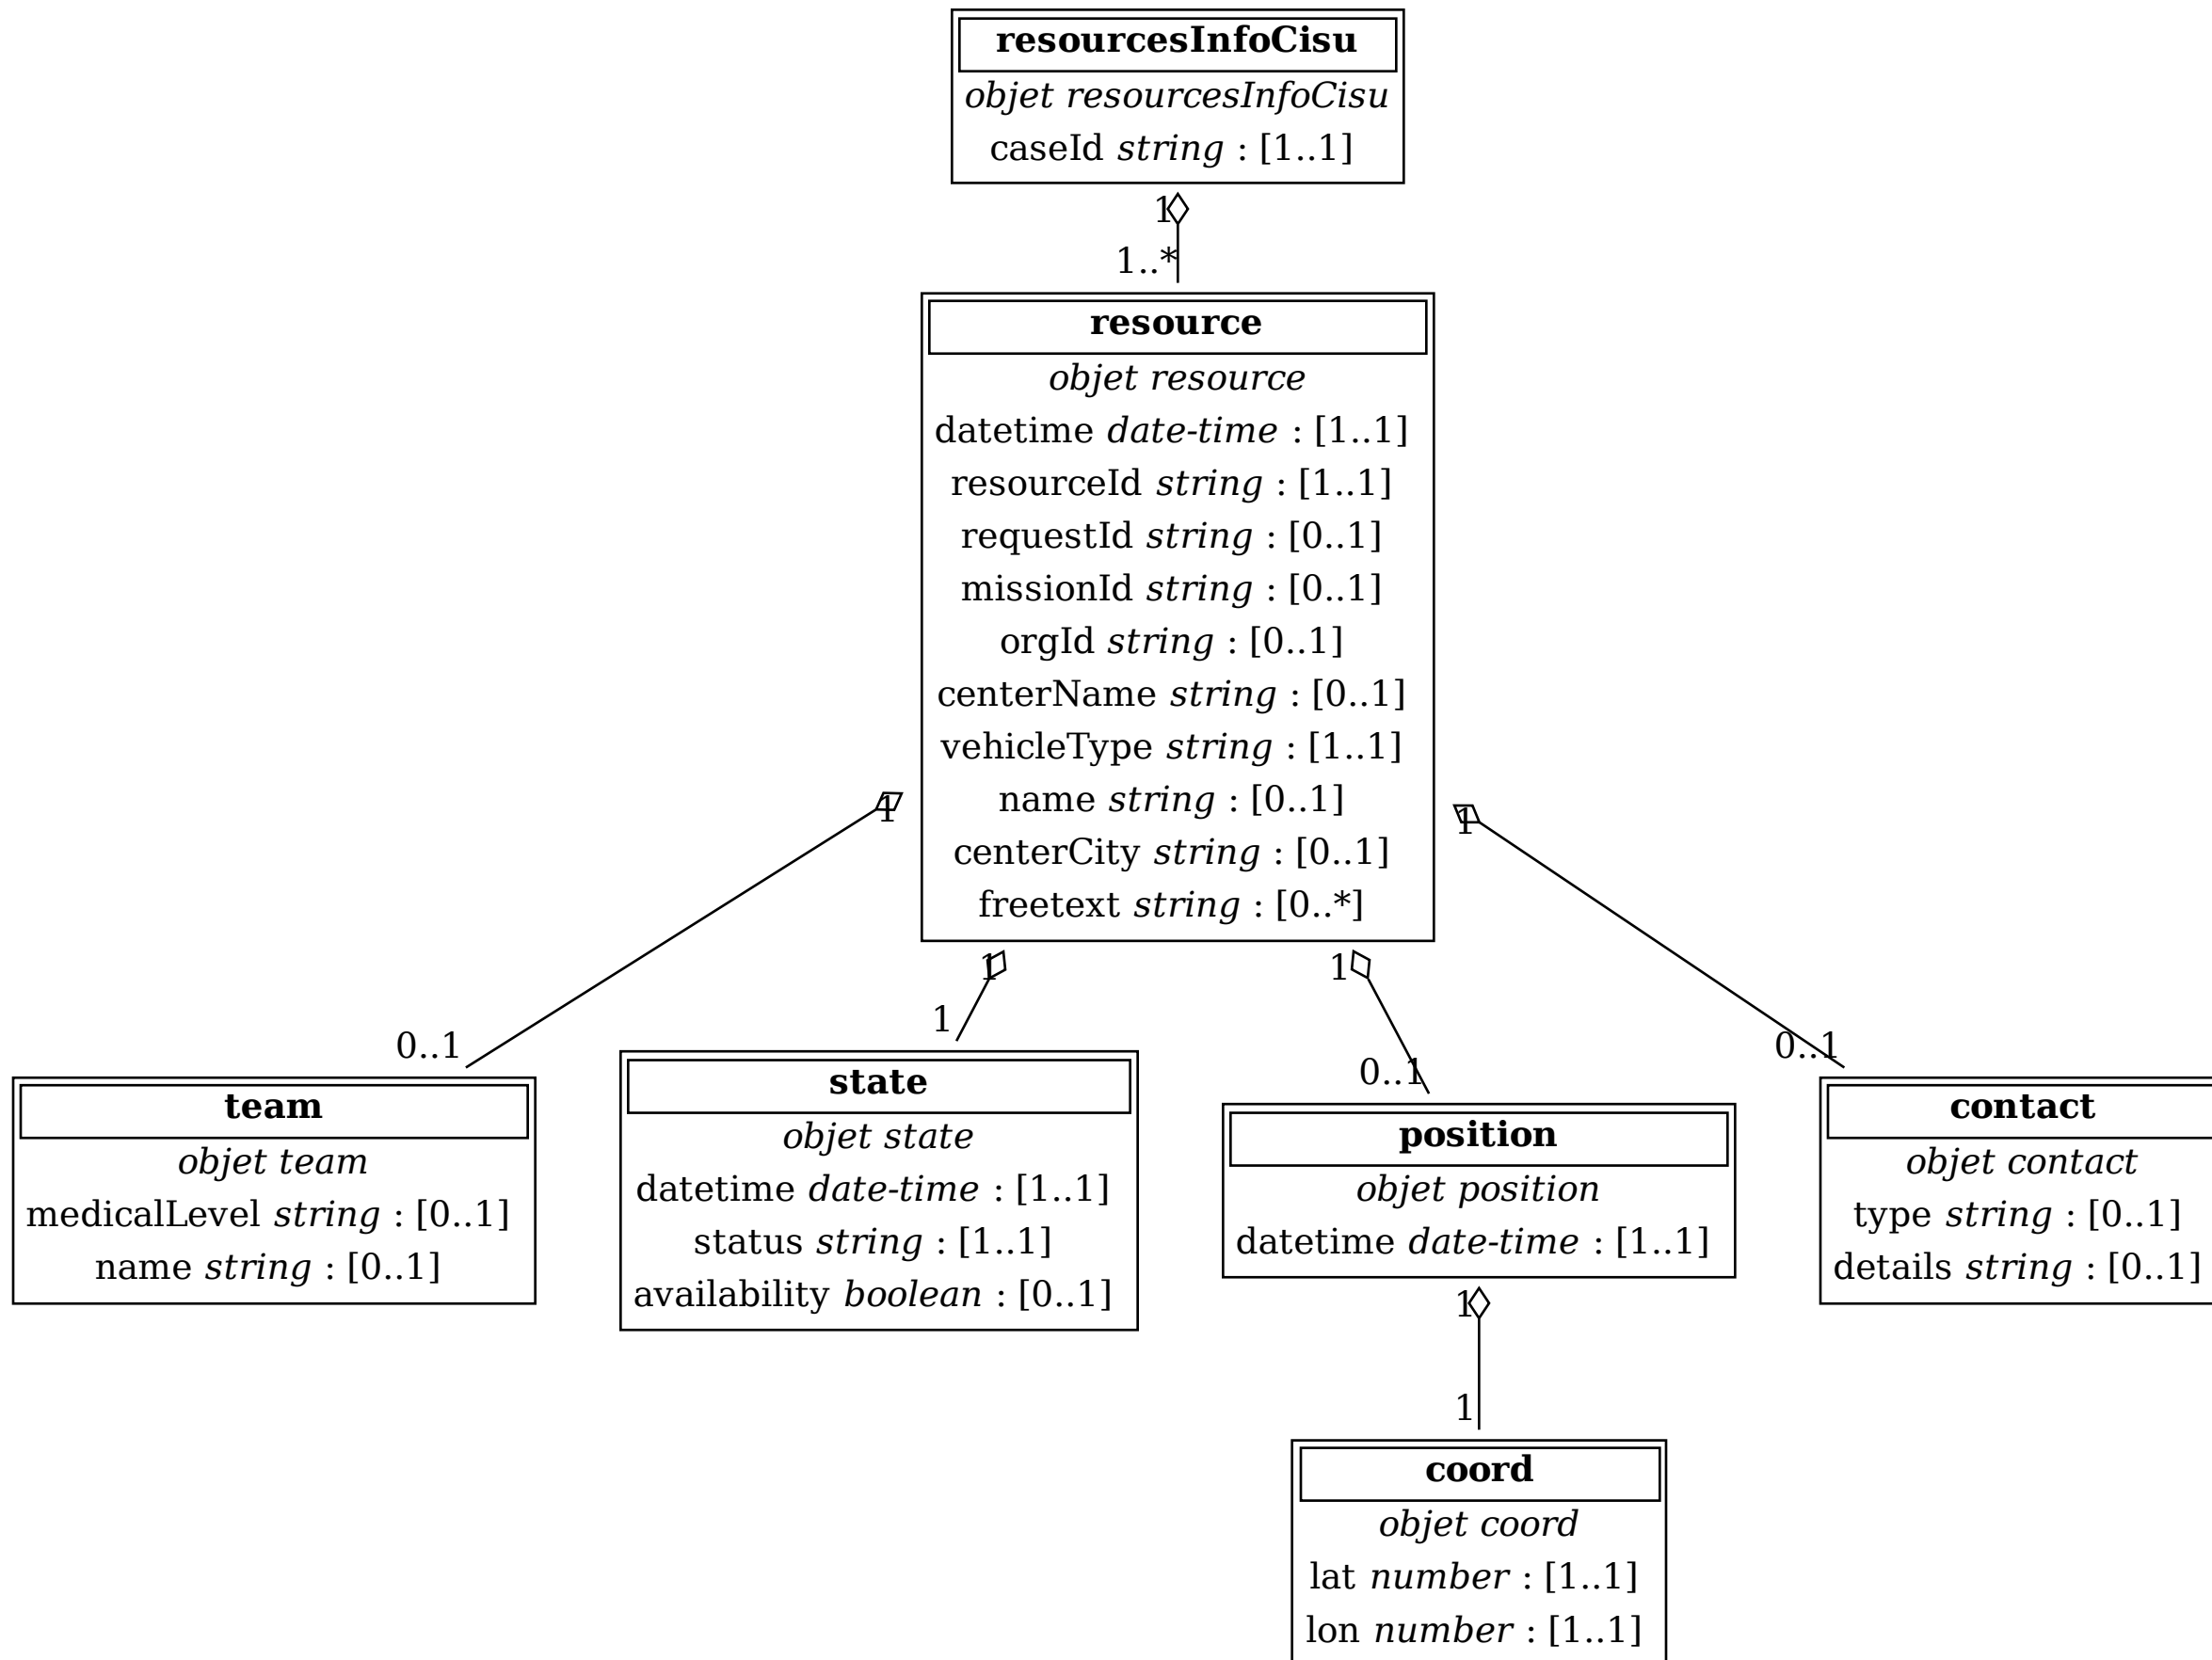 resourcesInfoCisu
objet resourcesInfoCisu
caseId string : [1..1]
1
1..*
resource
objet resource
datetime date-time : [1..1]
resourceId string : [1..1]
requestId string : [0..1]
missionId string : [0..1]
orgId string : [0..1]
centerName string : [0..1]
vehicleType string : [1..1]
name string : [0..1]
centerCity string : [0..1]
freetext string : [0..*]
1
0..1
1
1
1
0..1
1
0..1
team
objet team
medicalLevel string : [0..1]
name string : [0..1]
state
objet state
datetime date-time : [1..1]
status string : [1..1]
availability boolean : [0..1]
position
objet position
datetime date-time : [1..1]
contact
objet contact
type string : [0..1]
details string : [0..1]
1
1
coord
objet coord
lat number : [1..1]
lon number : [1..1]